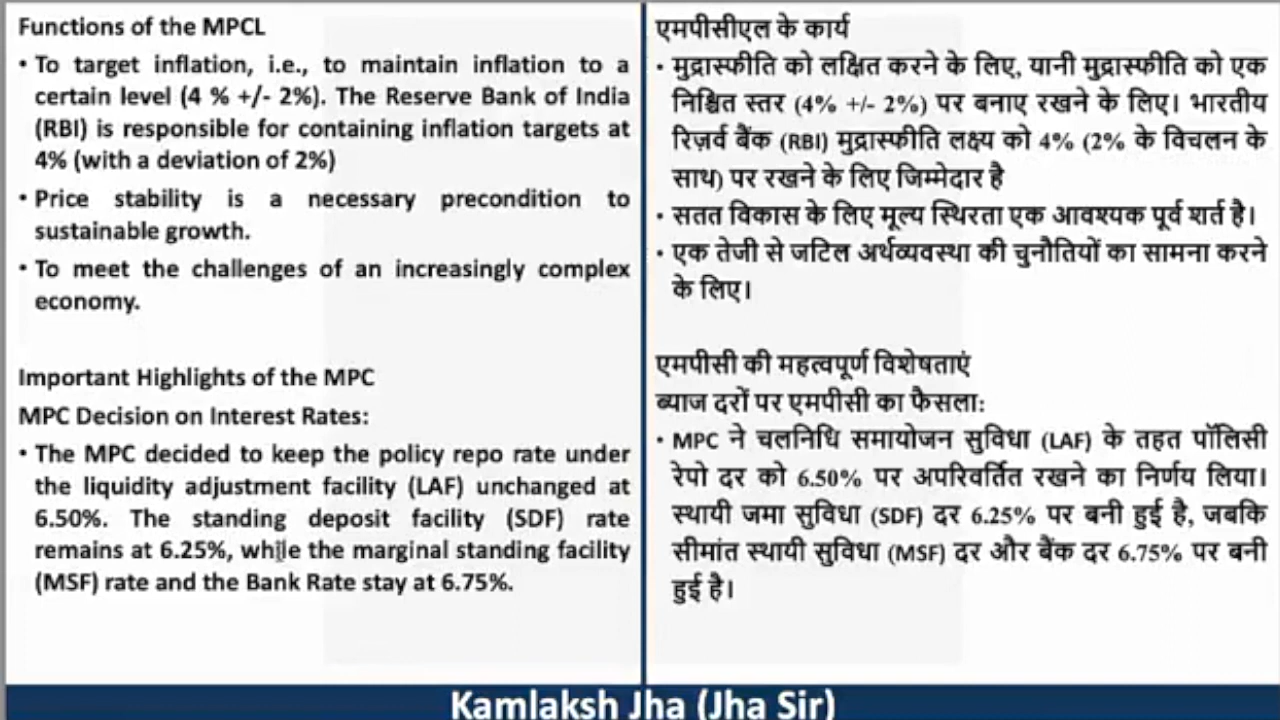 Functions of the MPCL
• To target inflation, i.e., to maintain inflation to a
certain level (4 % +/- 2%). The Reserve Bank of India
(RBI) is responsible for containing inflation targets at
4% (with a deviation of 2%)
• Price stability is a necessary precondition to
sustainable growth.
• To meet the challenges of an increasingly complex
economy.
Important Highlights of the MPC
MPC Decision on Interest Rates:
• The MPC decided to keep the policy repo rate under
the liquidity adjustment facility (LAF) unchanged at
6.50%. The standing deposit facility (SDF) rate
remains at 6.25%, while the marginal standing facility
(MSF) rate and the Bank Rate stay at 6.75%.
एमपीसीएल के कार्य
• मुद्रास्फीति को लक्षित करने के लिए, यानी मुद्रास्फीति को एक
निश्चित स्तर (4% +/- 2%) पर बनाए रखने के लिए। भारतीय
रिज़र्व बैंक (RBI) मुद्रास्फीति लक्ष्य को 4% (2% के विचलन के
साथ) पर रखने के लिए जिम्मेदार है
• सतत विकास के लिए मूल्य स्थिरता एक आवश्यक पूर्व शर्त है।
• एक तेजी से जटिल अर्थव्यवस्था की चुनौतियों का सामना करने
के लिए।
एमपीसी की महत्वपूर्ण विशेषताएं
ब्याज दरों पर एमपीसी का फैसला:
• MPC ने चलनिधि समायोजन सुविधा (LAF) के तहत पॉलिसी
रेपो दर को 6.50% पर अपरिवर्तित रखने का निर्णय लिया।
स्थायी जमा सुविधा (SDF) दर 6.25% पर बनी हुई है, जबकि
सीमांत स्थायी सुविधा (MSF) दर और बैंक दर 6.75% पर बनी
हुई है।
Kamlaksh Jha (Jha Sir)